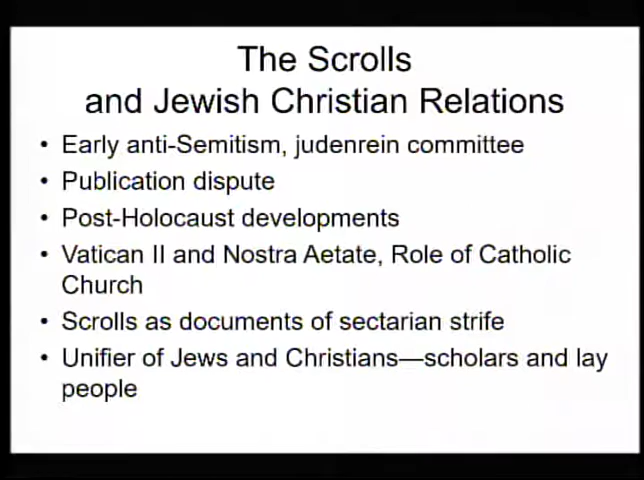 The Scrolls
and Jewish Christian Relations
• Early anti-Semitism, judenrein committee
• Publication dispute
• Post-Holocaust developments
• Vatican II and Nostra Aetate, Role of Catholic
Church
• Scrolls as documents of sectarian strife
• Unifier of Jews and Christians—scholars and lay
people